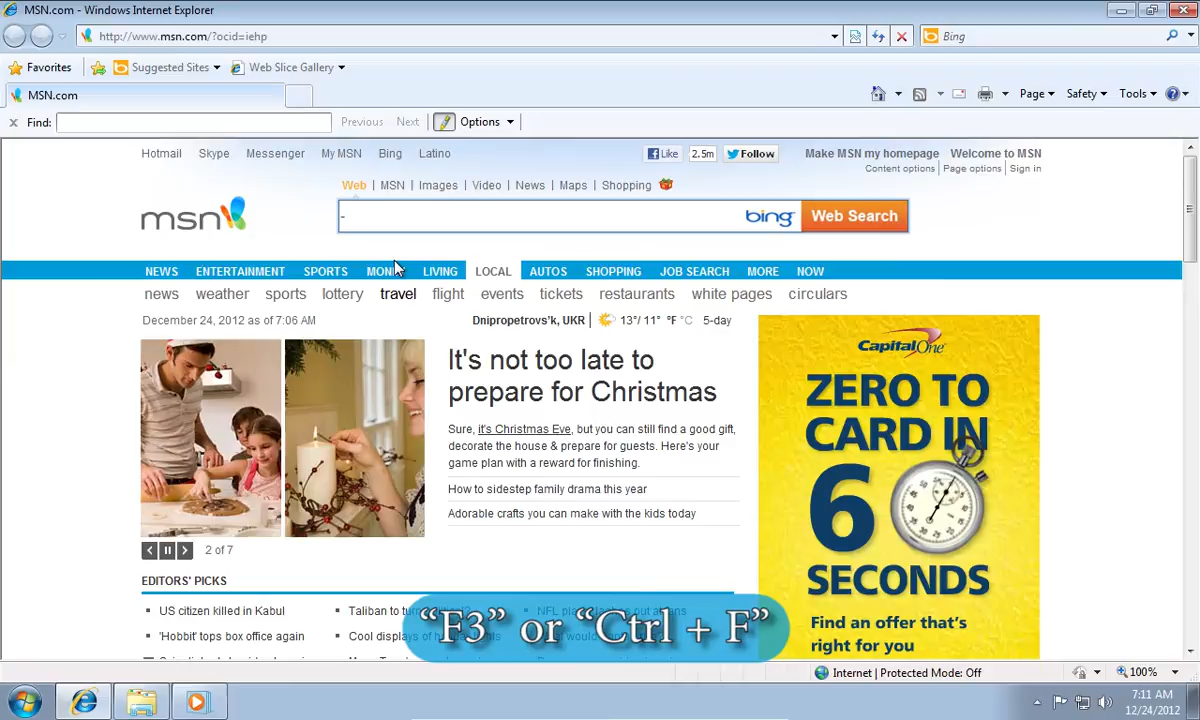 MSN.com - Windows Internet Explorer
http://www.msn.com/?ocid=iehp
Bing
Favorites
Suggested Sites
Web Slice Gallery
MSN.com
Page
Safety
Tools
x Find:
Previous
Next
Options
Hotmail
Skype
Messenger
My MSN
Bing
Latino
Like
2.5m
Follow
Make MSN my homepage
Welcome to MSN
Content options | Page options | Sign in
Web | MSN | Images | Video | News | Maps | Shopping
msn
-
bing
Web Search
NEWS ENTERTAINMENT SPORTS LIVING LOCAL AUTOS SHOPPING JOB SEARCH MORE NOW
news weather sports lottery travel flight events tickets restaurants white pages circulars
December 24, 2012 as of 7:06 AM
Dnipropetrovs'k, UKR | 13°/ 11° °F °C 5-day
It's not too late to
prepare for Christmas
Sure, it's Christmas Eve, but you can still find a good gift,
decorate the house & prepare for guests. Here's your
game plan with a reward for finishing.
How to sidestep family drama this year
Adorable crafts you can make with the kids today
2 of 7
Capital One
ZERO TO
CARD IN
6
SECONDS
Find an offer that's
right for you
EDITORS' PICKS
US citizen killed in Kabul
Taliban to
'Hobbit' tops box office again
Cool displays
"F3" or "Ctrl + F"
Internet | Protected Mode: Off
100%
7:11 AM
12/24/2012